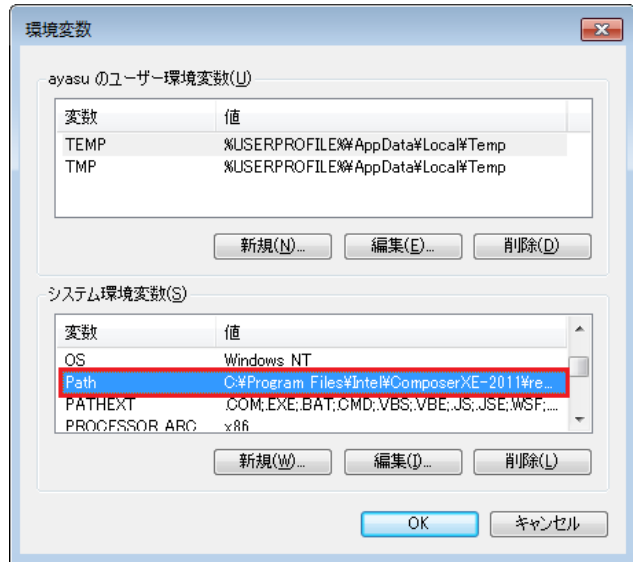 環境変数
ayasu のユーザー環境変数(U)
変数 値
TEMP %USERPROFILE%¥AppData¥Local¥Temp
TMP %USERPROFILE%¥AppData¥Local¥Temp
新規(N)... 編集(E)... 削除(D)
システム環境変数(S)
変数 値
OS Windows_NT
Path C:¥Program Files¥Intel¥ComposerXE-2011¥re...
PATHEXT .COM;.EXE;.BAT;.CMD;.VBS;.VBE;.JS;.JSE;.WSF;...
PROCESSOR_ARC x86
新規(W)... 編集(I)... 削除(L)
OK キャンセル